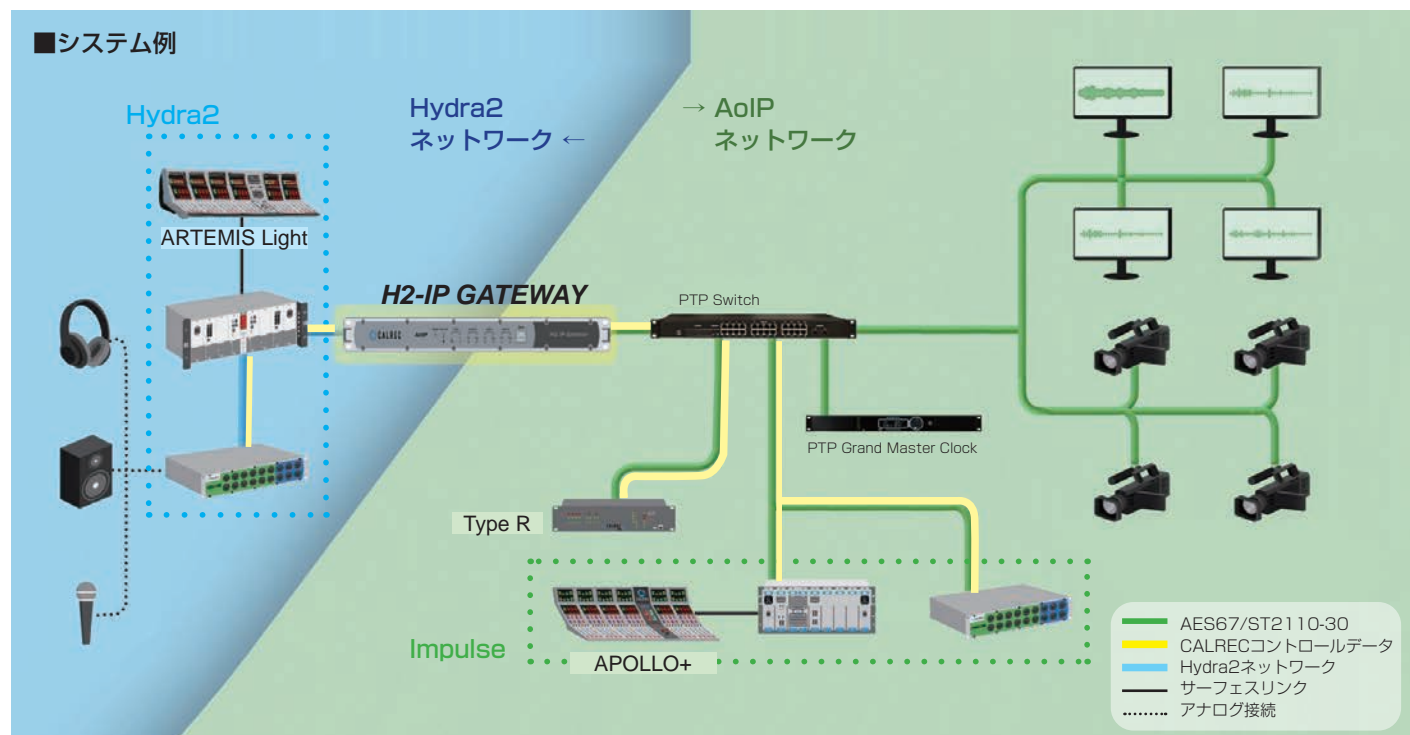 ■システム例
Hydra2
Hydra2
ネットワーク ←
→ AoIP
ネットワーク
ARTEMIS Light
H2-IP GATEWAY
PTP Switch
CALREC
AoIP
H2-IP Gateway
PTP Grand Master Clock
Type R
Impulse
APOLLO+
AES67/ST2110-30
CALRECコントロールデータ
Hydra2ネットワーク
サーフェスリンク
アナログ接続